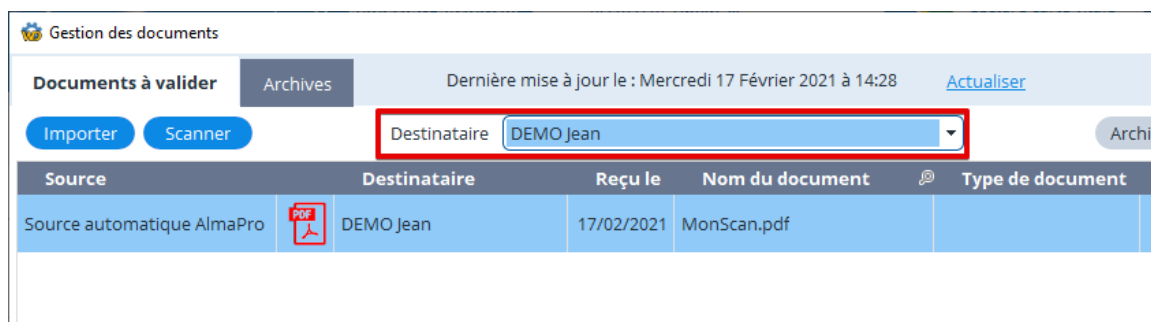 Gestion des documents
Documents à valider Archives Dernière mise à jour le : Mercredi 17 Février 2021 à 14:28 Actualiser
Importer Scanner Destinataire DEMO Jean Archi
Source Destinataire Reçu le Nom du document Type de document
Source automatique AlmaPro PDF DEMO Jean 17/02/2021 MonScan.pdf